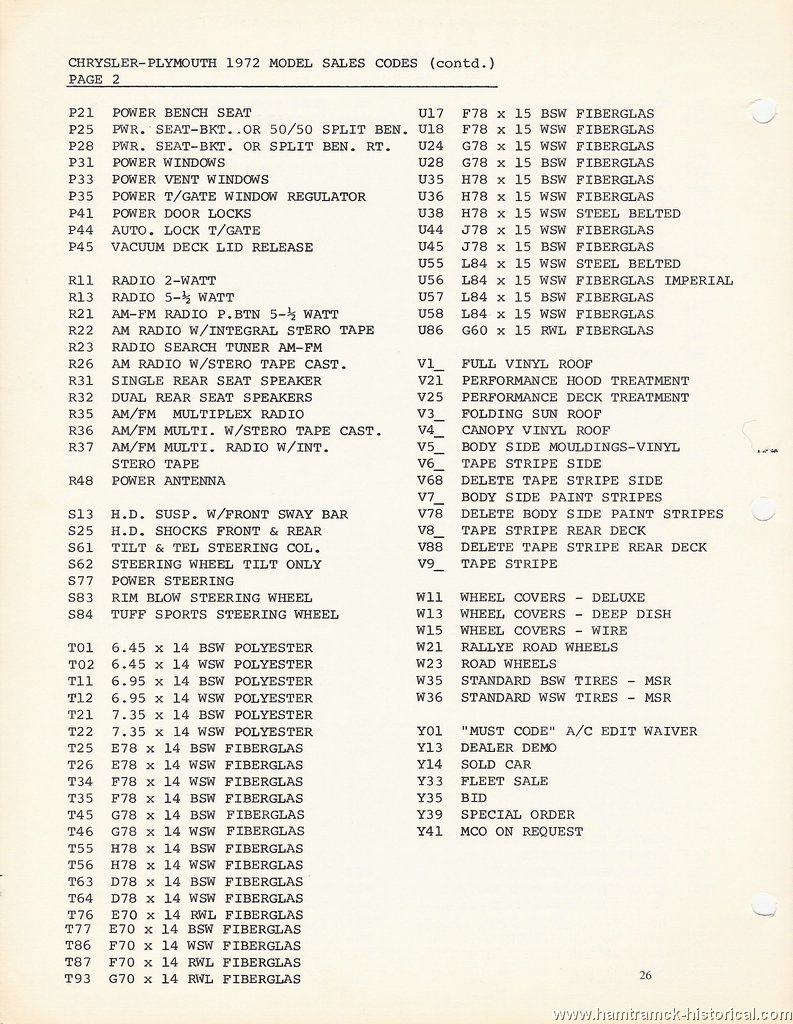 CHRYSLER-PLYMOUTH 1972 MODEL SALES CODES (contd.)
PAGE 2
P21 POWER BENCH SEAT
P25 PWR. SEAT-BKT..OR 50/50 SPLIT BEN.
P28 PWR. SEAT-BKT. OR SPLIT BEN. RT.
P31 POWER WINDOWS
P33 POWER VENT WINDOWS
P35 POWER T/GATE WINDOW REGULATOR
P41 POWER DOOR LOCKS
P44 AUTO. LOCK T/GATE
P45 VACUUM DECK LID RELEASE
R11 RADIO 2-WATT
R13 RADIO 5-½ WATT
R21 AM-FM RADIO P.BTN 5-½ WATT
R22 AM RADIO W/INTEGRAL STERO TAPE
R23 RADIO SEARCH TUNER AM-FM
R26 AM RADIO W/STERO TAPE CAST.
R31 SINGLE REAR SEAT SPEAKER
R32 DUAL REAR SEAT SPEAKERS
R35 AM/FM MULTIPLEX RADIO
R36 AM/FM MULTI. W/STERO TAPE CAST.
R37 AM/FM MULTI. RADIO W/INT.
STERO TAPE
R48 POWER ANTENNA
S13 H.D. SUSP. W/FRONT SWAY BAR
S25 H.D. SHOCKS FRONT & REAR
S61 TILT & TEL STEERING COL.
S62 STEERING WHEEL TILT ONLY
S77 POWER STEERING
S83 RIM BLOW STEERING WHEEL
S84 TUFF SPORTS STEERING WHEEL
T01 6.45 x 14 BSW POLYESTER
T02 6.45 x 14 WSW POLYESTER
T11 6.95 x 14 BSW POLYESTER
T12 6.95 x 14 WSW POLYESTER
T21 7.35 x 14 BSW POLYESTER
T22 7.35 x 14 WSW POLYESTER
T25 E78 x 14 BSW FIBERGLAS
T26 E78 x 14 WSW FIBERGLAS
T34 F78 x 14 WSW FIBERGLAS
T35 F78 x 14 BSW FIBERGLAS
T45 G78 x 14 BSW FIBERGLAS
T46 G78 x 14 WSW FIBERGLAS
T55 H78 x 14 BSW FIBERGLAS
T56 H78 x 14 WSW FIBERGLAS
T63 D78 x 14 BSW FIBERGLAS
T64 D78 x 14 WSW FIBERGLAS
T76 E70 x 14 RWL FIBERGLAS
T77 E70 x 14 BSW FIBERGLAS
T86 F70 x 14 WSW FIBERGLAS
T87 F70 x 14 RWL FIBERGLAS
T93 G70 x 14 RWL FIBERGLAS
U17 F78 x 15 BSW FIBERGLAS
U18 F78 x 15 WSW FIBERGLAS
U24 G78 x 15 WSW FIBERGLAS
U28 G78 x 15 BSW FIBERGLAS
U35 H78 x 15 BSW FIBERGLAS
U36 H78 x 15 WSW FIBERGLAS
U38 H78 x 15 WSW STEEL BELTED
U44 J78 x 15 WSW FIBERGLAS
U45 J78 x 15 BSW FIBERGLAS
U55 L84 x 15 WSW STEEL BELTED
U56 L84 x 15 WSW FIBERGLAS IMPERIAL
U57 L84 x 15 BSW FIBERGLAS
U58 L84 x 15 WSW FIBERGLAS
U86 G60 x 15 RWL FIBERGLAS
V1_ FULL VINYL ROOF
V21 PERFORMANCE HOOD TREATMENT
V25 PERFORMANCE DECK TREATMENT
V3_ FOLDING SUN ROOF
V4_ CANOPY VINYL ROOF
V5_ BODY SIDE MOULDINGS-VINYL
V6_ TAPE STRIPE SIDE
V68 DELETE TAPE STRIPE SIDE
V7_ BODY SIDE PAINT STRIPES
V78 DELETE BODY SIDE PAINT STRIPES
V8_ TAPE STRIPE REAR DECK
V88 DELETE TAPE STRIPE REAR DECK
V9_ TAPE STRIPE
W11 WHEEL COVERS - DELUXE
W13 WHEEL COVERS - DEEP DISH
W15 WHEEL COVERS - WIRE
W21 RALLYE ROAD WHEELS
W23 ROAD WHEELS
W35 STANDARD BSW TIRES - MSR
W36 STANDARD WSW TIRES - MSR
Y01 "MUST CODE" A/C EDIT WAIVER
Y13 DEALER DEMO
Y14 SOLD CAR
Y33 FLEET SALE
Y35 BID
Y39 SPECIAL ORDER
Y41 MCO ON REQUEST
26
www.hamtramck-historical.com